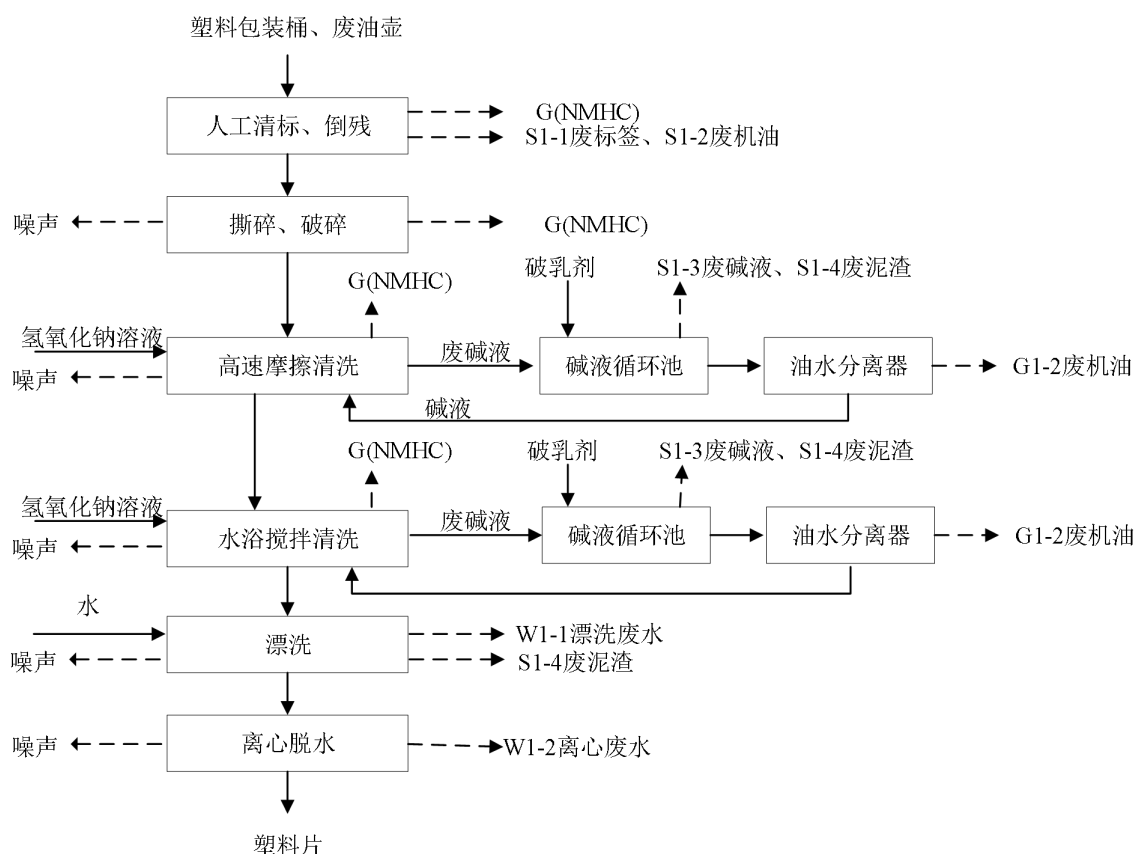 塑料包装桶、废油壶
人工清标、倒残
G(NMHC)
S1-1废标签、S1-2废机油
噪声
撕碎、破碎
G(NMHC)
G(NMHC)
破乳剂
S1-3废碱液、S1-4废泥渣
氢氧化钠溶液
噪声
高速摩擦清洗
废碱液
碱液循环池
油水分离器
G1-2废机油
碱液
G(NMHC)
破乳剂
S1-3废碱液、S1-4废泥渣
氢氧化钠溶液
噪声
水浴搅拌清洗
废碱液
碱液循环池
油水分离器
G1-2废机油
水
噪声
漂洗
W1-1漂洗废水
S1-4废泥渣
噪声
离心脱水
W1-2离心废水
塑料片